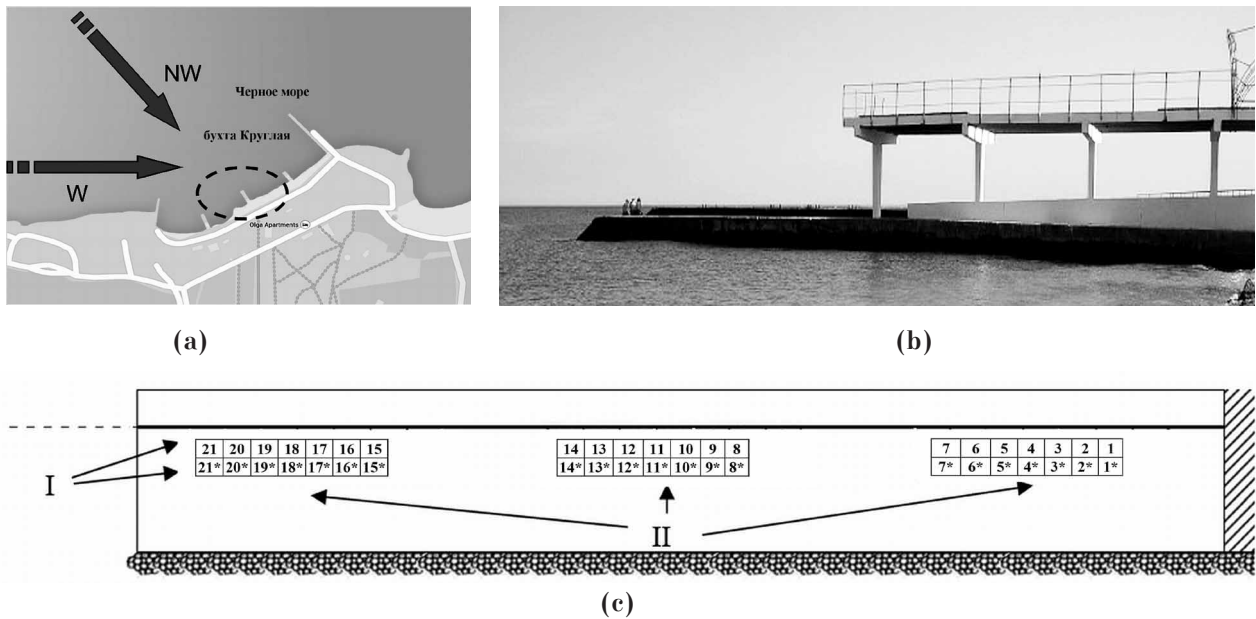 NW
Черное море
бухта Круглая
W
Olga Apartments
(a)
(b)
21 20 19 18 17 16 15
14 13 12 11 10 9 8
7 6 5 4 3 2 1
21* 20* 19* 18* 17* 16* 15*
14* 13* 12* 11* 10* 9* 8*
7* 6* 5* 4* 3* 2* 1*
I
II
(c)